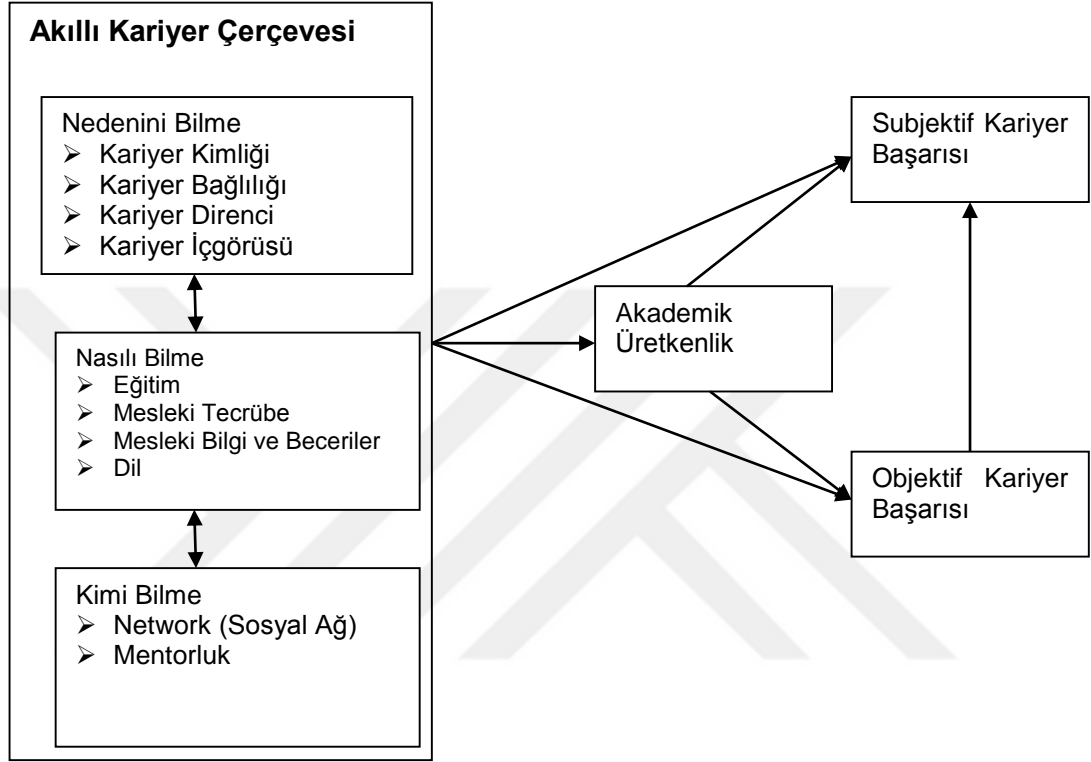 Akıllı Kariyer Çerçevesi
Nedenini Bilme
➢ Kariyer Kimliği
➢ Kariyer Bağlılığı
➢ Kariyer Direnci
➢ Kariyer İçgörüsü
Nasılı Bilme
➢ Eğitim
➢ Mesleki Tecrübe
➢ Mesleki Bilgi ve Beceriler
➢ Dil
Kimi Bilme
➢ Network (Sosyal Ağ)
➢ Mentorluk
Akademik
Üretkenlik
Subjektif Kariyer
Başarısı
Objektif Kariyer
Başarısı